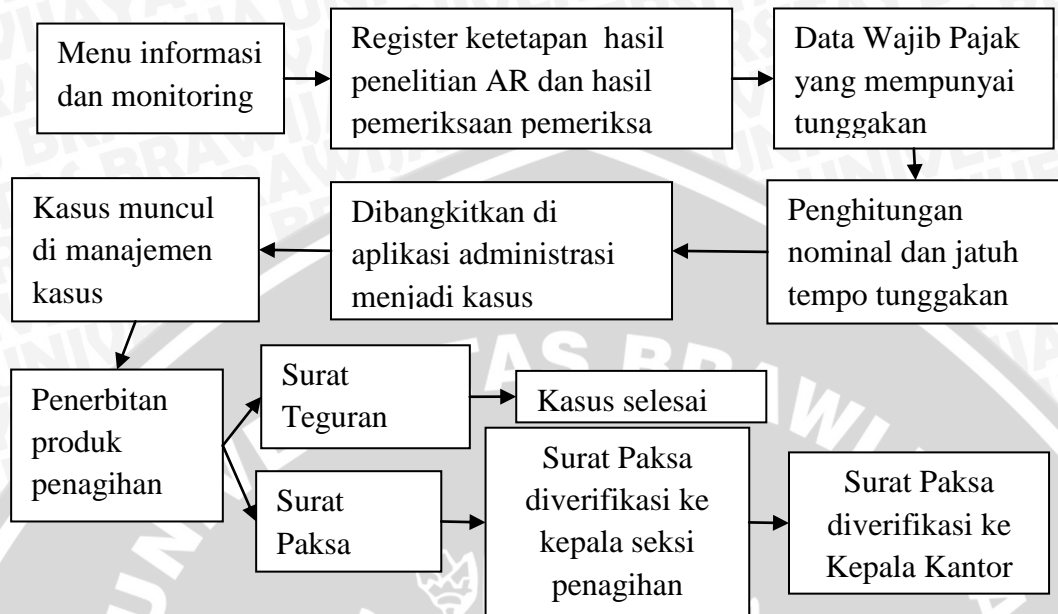 Menu informasi
dan monitoring
Register ketetapan hasil
penelitian AR dan hasil
pemeriksaan pemeriksa
Data Wajib Pajak
yang mempunyai
tunggakan
Penghitungan
nominal dan jatuh
tempo tunggakan
Dibangkitkan di
aplikasi administrasi
menjadi kasus
Kasus muncul
di manajemen
kasus
Penerbitan
produk
penagihan
Surat
Teguran
Kasus selesai
Surat
Paksa
Surat Paksa
diverifikasi ke
kepala seksi
penagihan
Surat Paksa
diverifikasi ke
Kepala Kantor